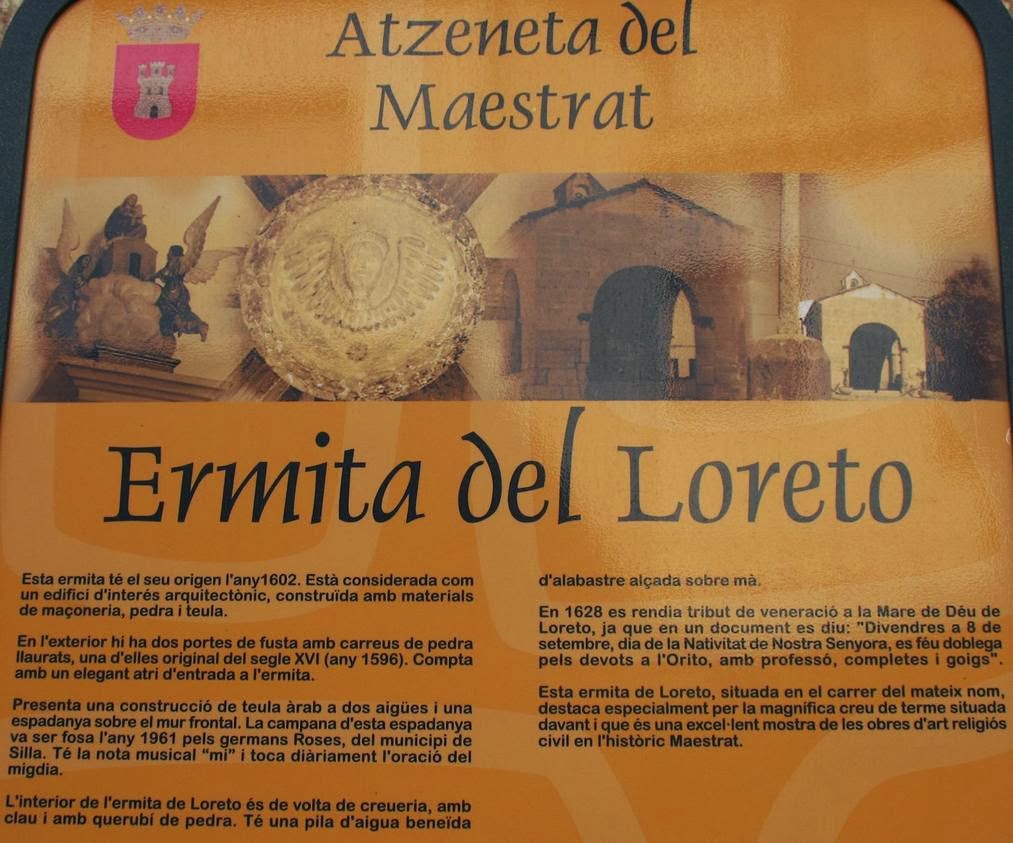 Atzeneta del
Maestrat
Ermita del Loreto
Esta ermita té el seu origen l'any1602. Està considerada com
un edifici d'interés arquitectònic, construïda amb materials
de maçoneria, pedra i teula.
En l'exterior hi ha dos portes de fusta amb carreus de pedra
llaurats, una d'elles original del segle XVI (any 1596). Compta
amb un elegant atri d'entrada a l'ermita.
Presenta una construcció de teula àrab a dos aigües i una
espadanya sobre el mur frontal. La campana d'esta espadanya
va ser fosa l'any 1961 pels germans Roses, del municipi de
Silla. Té la nota musical “mi” i toca diàriament l'oració del
migdia.
L'interior de l'ermita de Loreto és de volta de creueria, amb
clau i amb querubí de pedra. Té una pila d'aigua beneïda
d'alabastre alçada sobre mà.
En 1628 es rendia tribut de veneració a la Mare de Dêu de
Loreto, ja que en un document es diu: "Divendres a 8 de
setembre, dia de la Nativitat de Nostra Senyora, es féu doblega
pels devots a l'Orito, amb professó, completes i goigs".
Esta ermita de Loreto, situada en el carrer del mateix nom,
destaca especialment per la magnífica creu de terme situada
davant i que és una excel·lent mostra de les obres d'art religiós
civil en l'històric Maestrat.